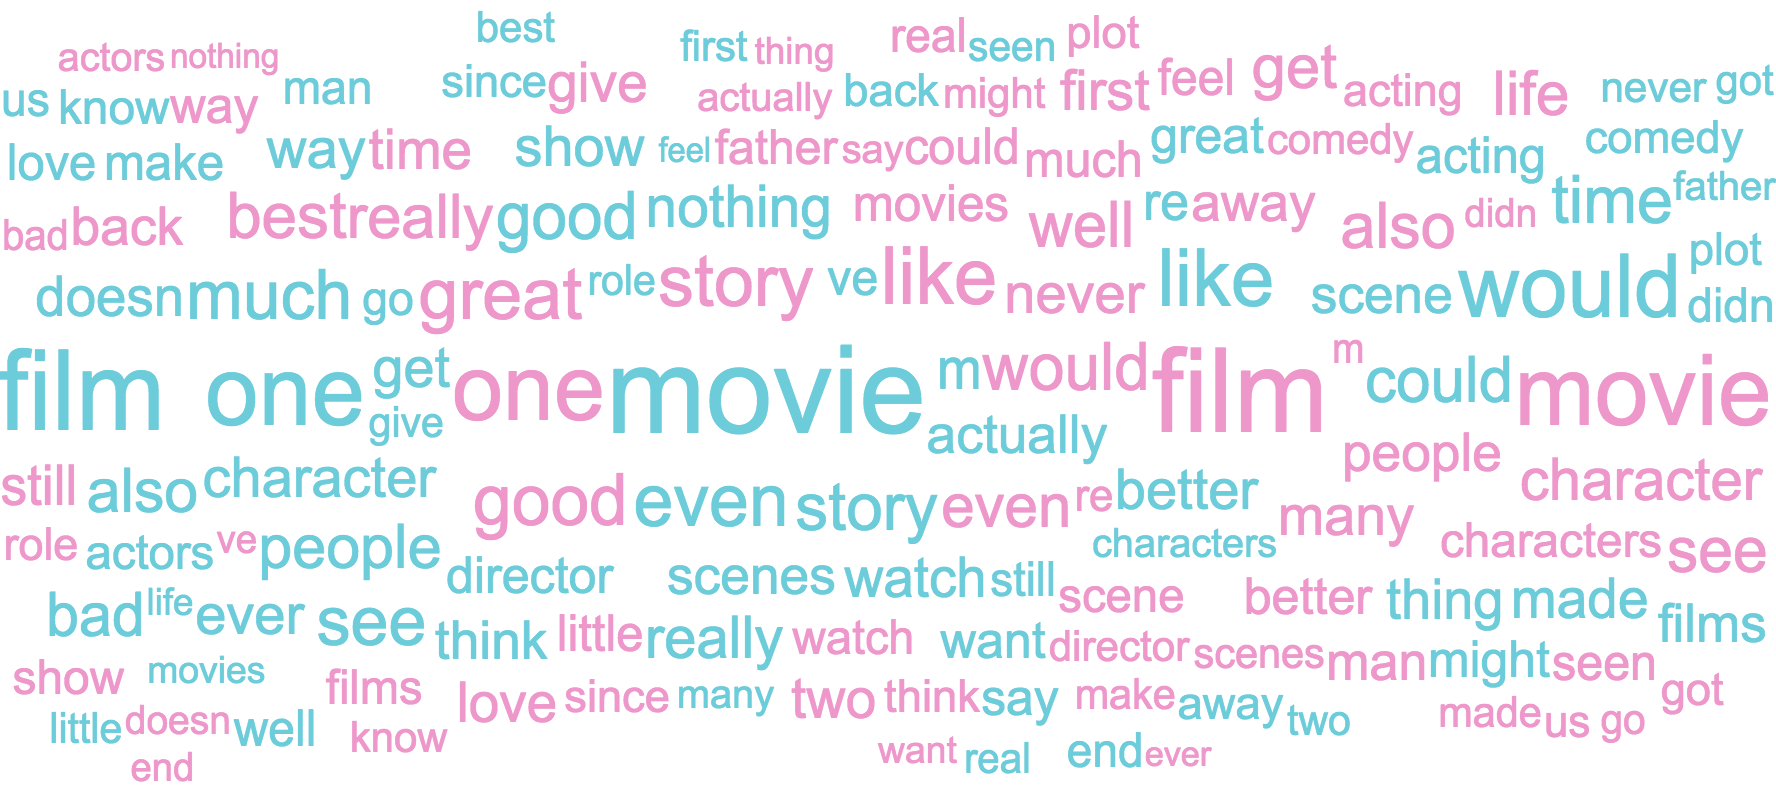 best
first thing real seen plot
actors nothing
us know way man since give actually back might first feel get acting life never got
love make way time show feel father say could much great comedy acting comedy
bad back best really good nothing movies well re away also didn time father
doesn much go great role story ve like never like scene would plot
didn
film one get one movie m would film m could movie
give actually
still also character good even story even re better many people character
role actors ve people director scenes watch still characters characters see
bad life ever see think little really watch want scene better thing made films
show movies films love since many two think say director scenes man might seen
little doesn well know make away two made us go got
end want real end ever